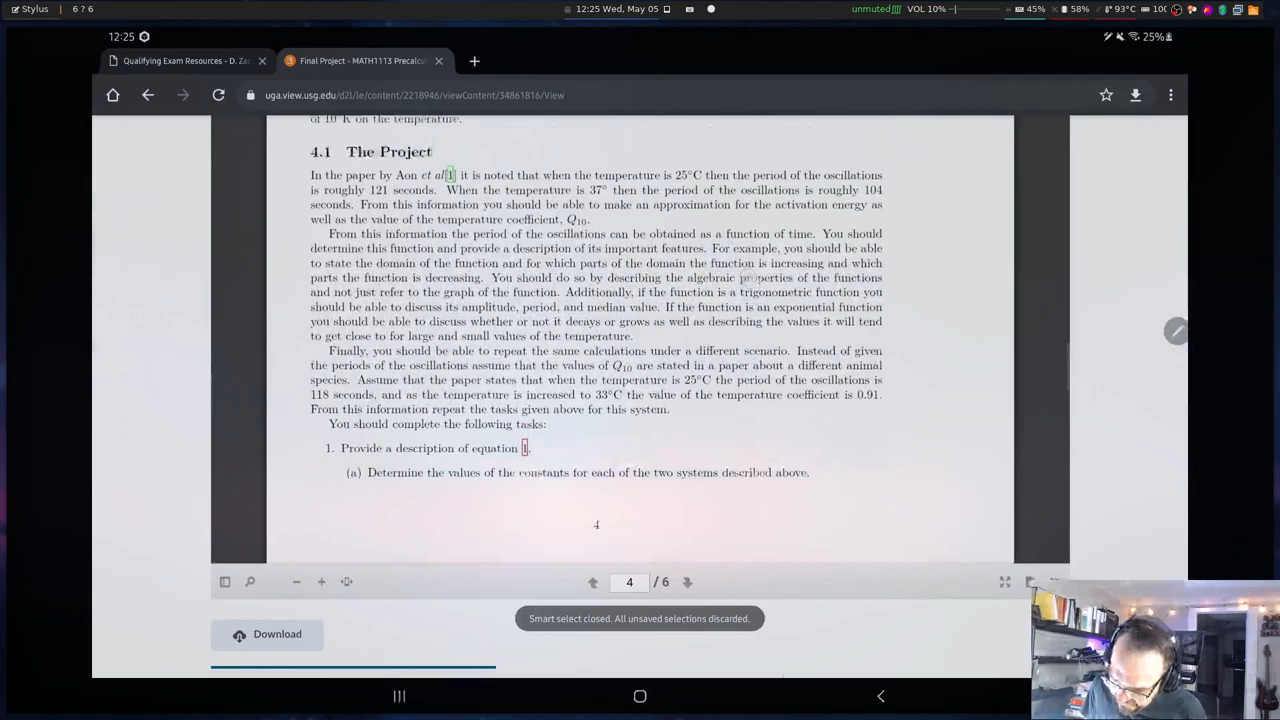 Stylus 6 ? 6 12:25 Wed, May 05 unmuted VOL 10% 45% 58% 93°C 100
12:25 25%
Qualifying Exam Resources - D. Zac Final Project - MATH1113 Precalcul
uga.view.usg.edu/d2l/le/content/2218946/viewContent/34861816/View
of 10°K on the temperature.
4.1 The Project
In the paper by Aon et al[1] it is noted that when the temperature is 25°C then the period of the oscillations
is roughly 121 seconds. When the temperature is 37° then the period of the oscillations is roughly 104
seconds. From this information you should be able to make an approximation for the activation energy as
well as the value of the temperature coefficient, Q10.
From this information the period of the oscillations can be obtained as a function of time. You should
determine this function and provide a description of its important features. For example, you should be able
to state the domain of the function and for which parts of the domain the function is increasing and which
parts the function is decreasing. You should do so by describing the algebraic properties of the functions
and not just refer to the graph of the function. Additionally, if the function is a trigonometric function you
should be able to discuss its amplitude, period, and median value. If the function is an exponential function
you should be able to discuss whether or not it decays or grows as well as describing the values it will tend
to get close to for large and small values of the temperature.
Finally, you should be able to repeat the same calculations under a different scenario. Instead of given
the periods of the oscillations assume that the values of Q10 are stated in a paper about a different animal
species. Assume that the paper states that when the temperature is 25°C the period of the oscillations is
118 seconds, and as the temperature is increased to 33°C the value of the temperature coefficient is 0.91.
From this information repeat the tasks given above for this system.
You should complete the following tasks:
1. Provide a description of equation 1.
(a) Determine the values of the constants for each of the two systems described above.
4
4 / 6
Smart select closed. All unsaved selections discarded.
Download